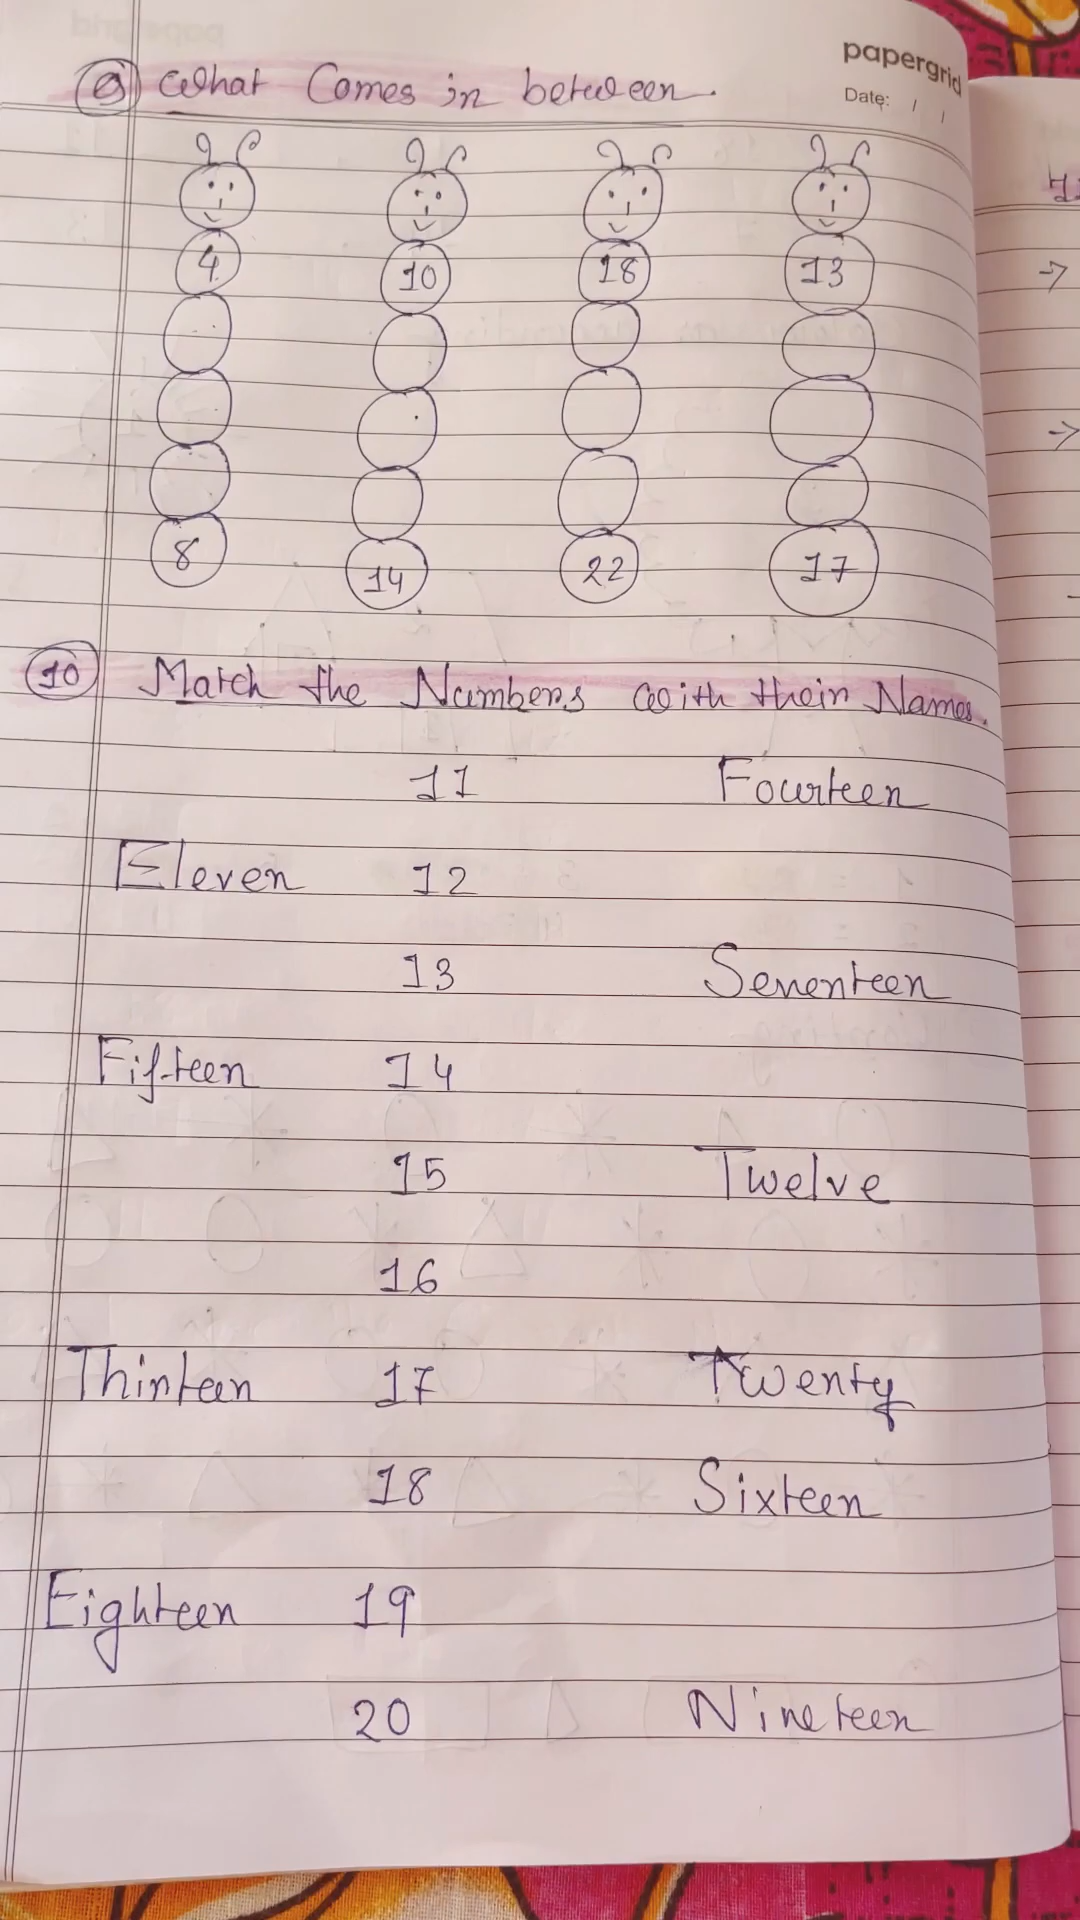 papergrid
Date: / /
9 What Comes in between.
4 10 18 13
8 14 22 17
10 Match the Numbers with their Names.
11 Fourteen
Eleven 12
13 Seventeen
Fifteen 14
15 Twelve
16
Thirteen 17 Twenty
18 Sixteen
Eighteen 19
20 Nineteen